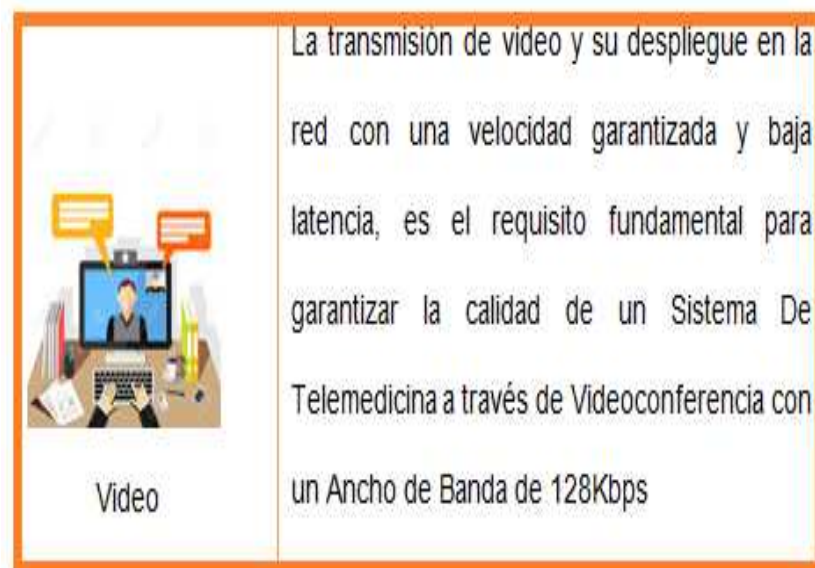 La transmisión de video y su despliegue en la
red con una velocidad garantizada y baja
latencia, es el requisito fundamental para
garantizar la calidad de un Sistema De
Telemedicina a través de Videoconferencia con
un Ancho de Banda de 128Kbps
Video